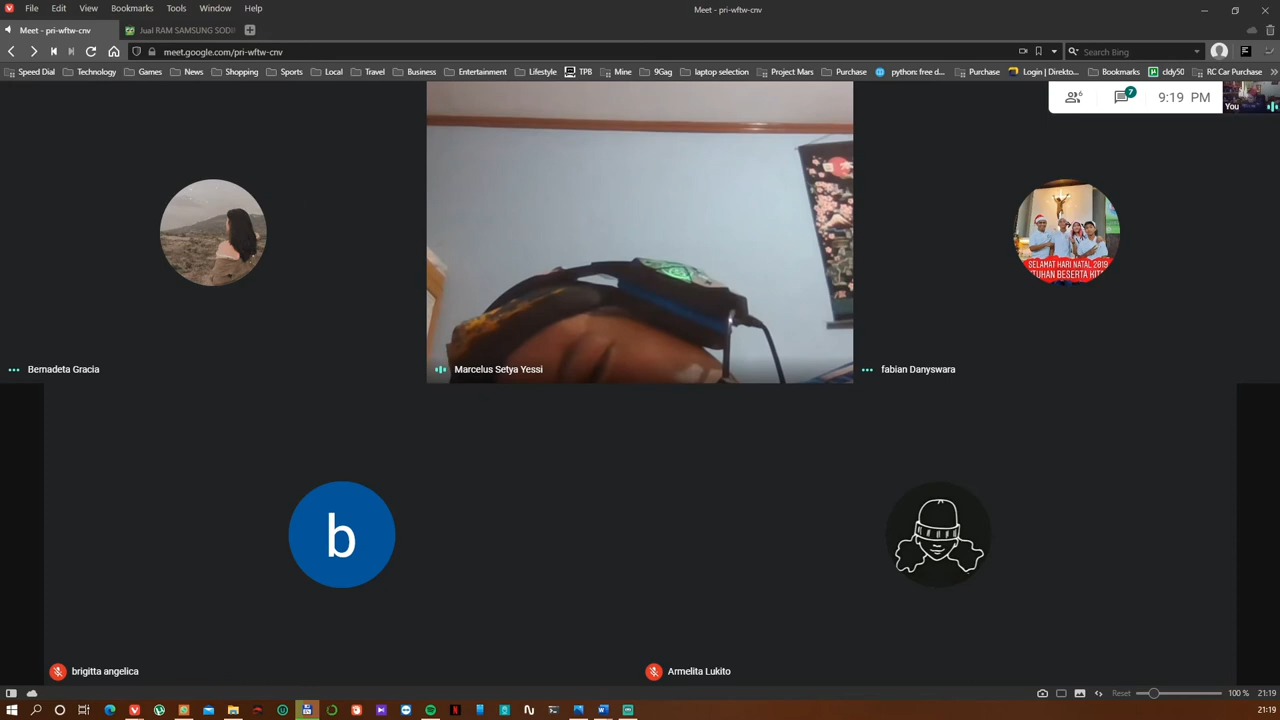 File Edit View Bookmarks Tools Window Help
Meet - pri-wftw-cnv
Meet - pri-wftw-cnv
Jual RAM SAMSUNG SODI
meet.google.com/pri-wftw-cnv
Search Bing
Speed Dial Technology Games News Shopping Sports Local Travel Business Entertainment Lifestyle TPB Mine 9Gag laptop selection Project Mars Purchase python: free d... Purchase Login | Direkto... Bookmarks cldy50 RC Car Purchase
6
7
9:19 PM
You
SELAMAT HARI NATAL 2019
TUHAN BESERTA KITA
Bernadeta Gracia
Marcelus Setya Yessi
fabian Danyswara
b
brigitta angelica
Armelita Lukito
Reset
100 %
21:19
21:19